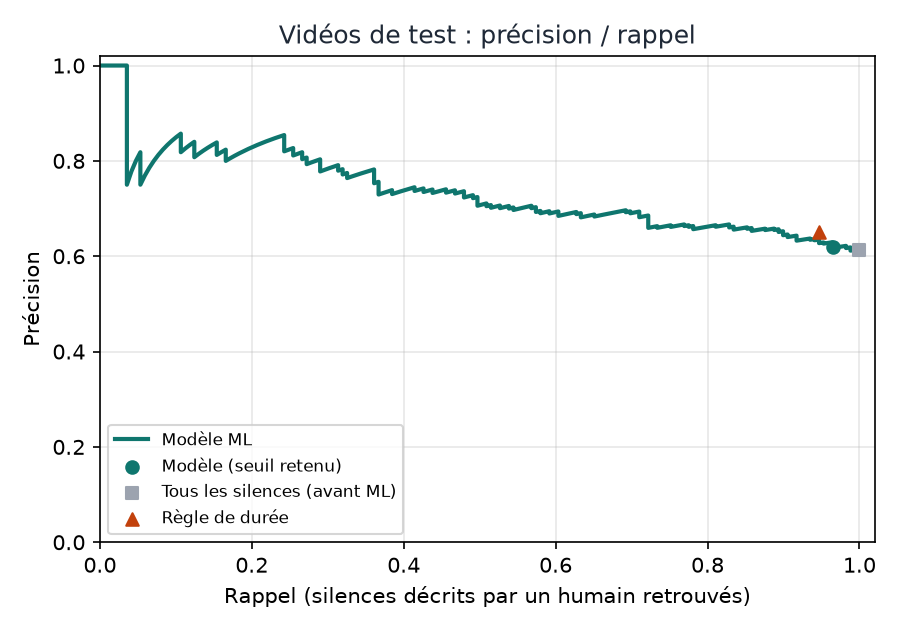 Vidéos de test : précision / rappel
Précision
1.0
0.8
0.6
0.4
0.2
0.0
Modèle ML
Modèle (seuil retenu)
Tous les silences (avant ML)
Règle de durée
0.0 0.2 0.4 0.6 0.8 1.0
Rappel (silences décrits par un humain retrouvés)